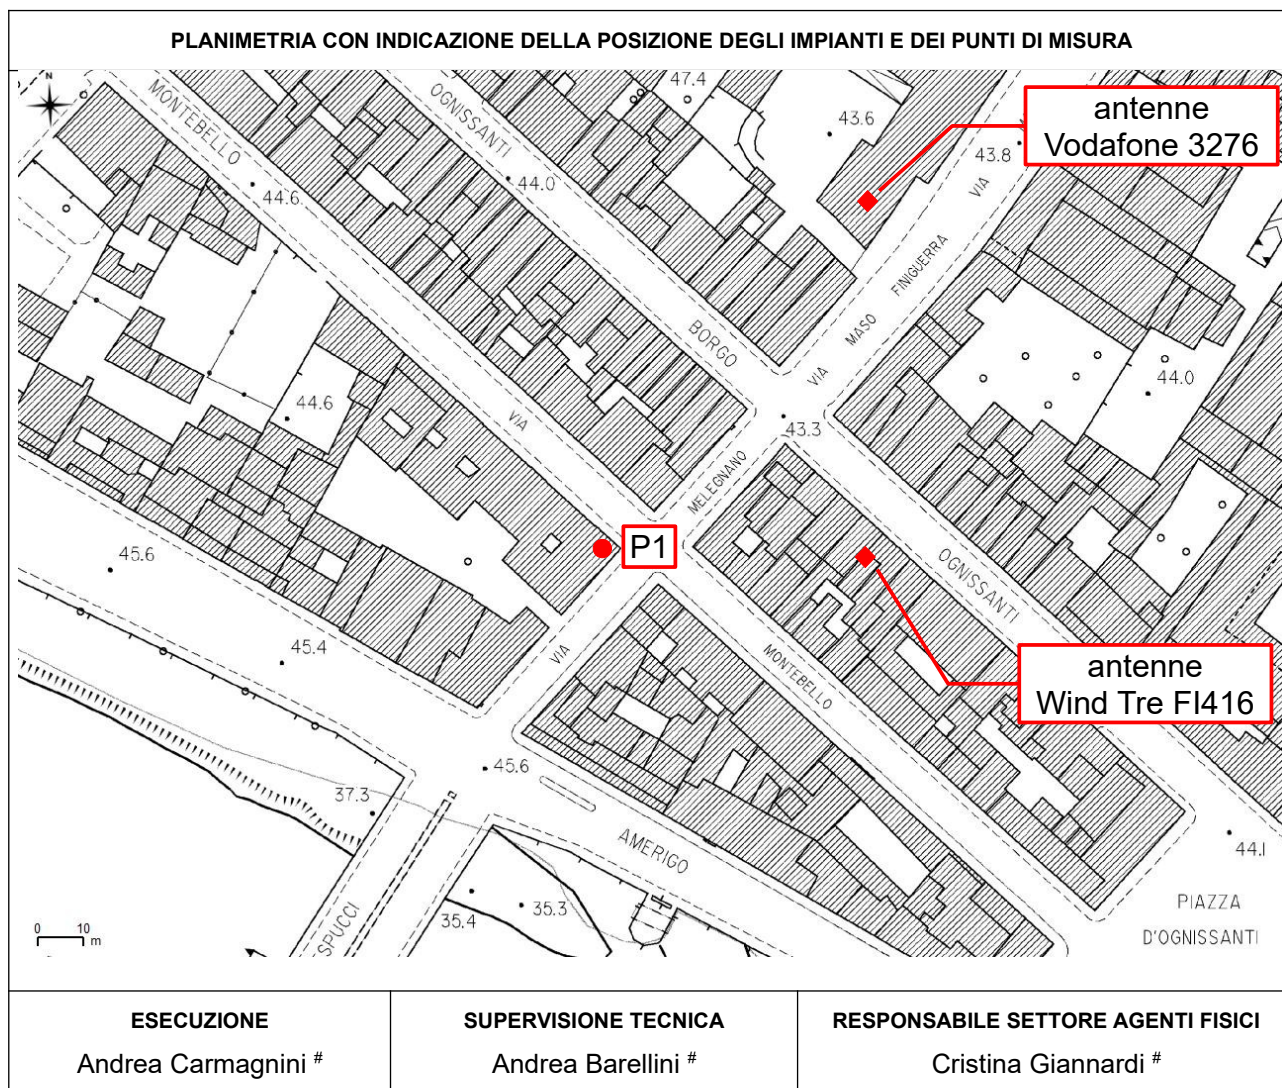 PLANIMETRIA CON INDICAZIONE DELLA POSIZIONE DEGLI IMPIANTI E DEI PUNTI DI MISURA
N
MONTEBELLO
OGNISSANTI
47.4
43.6
antenne
Vodafone 3276
43.8
VIA
44.6
44.0
FINIGUERRA
MASO
VIA
BORGO
44.0
44.6
VIA
43.3
MELEGNANO
P1
45.6
OGNISSANTI
45.4
VIA
MONTEBELLO
antenne
Wind Tre FI416
45.6
37.3
AMERIGO
44.1
35.4
35.3
PIAZZA
D'OGNISSANTI
SPUCCI
0 10
m
ESECUZIONE
Andrea Carmagnini #
SUPERVISIONE TECNICA
Andrea Barellini #
RESPONSABILE SETTORE AGENTI FISICI
Cristina Giannardi #